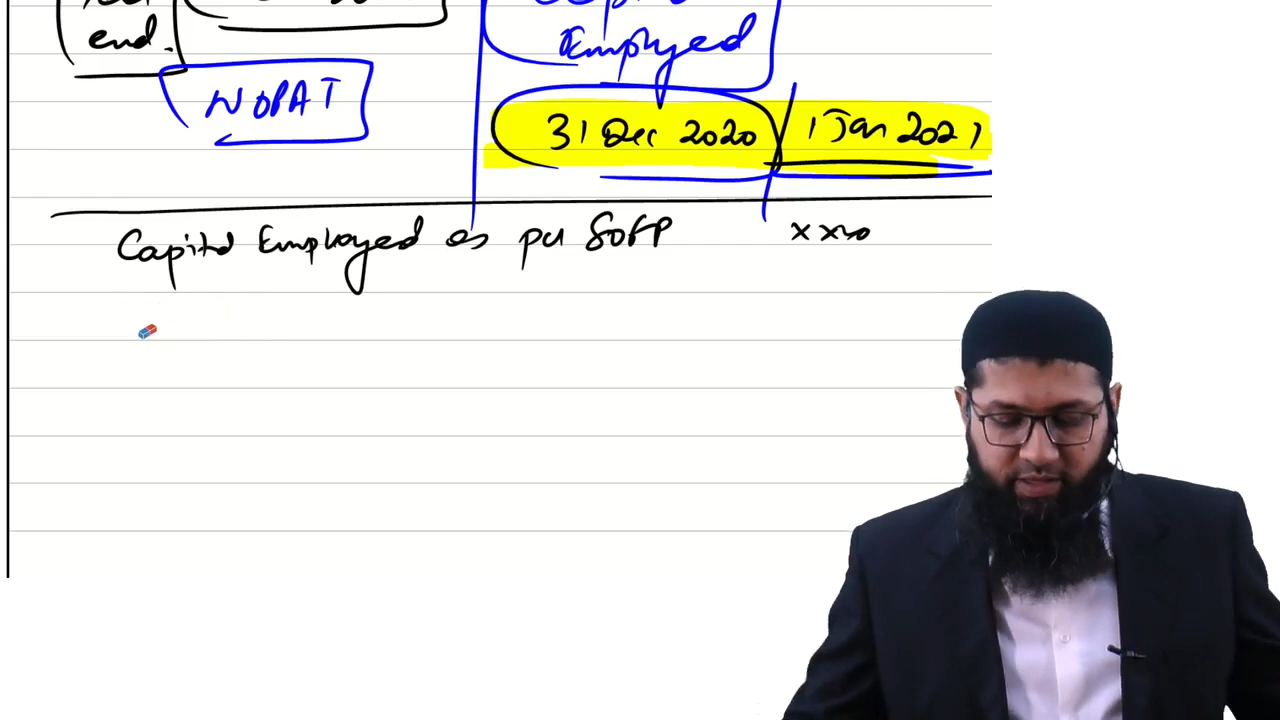 end.
Employed
NOPAT
31 Dec 2020
1 Jan 2021
Capital Employed as per SOFP
xxx